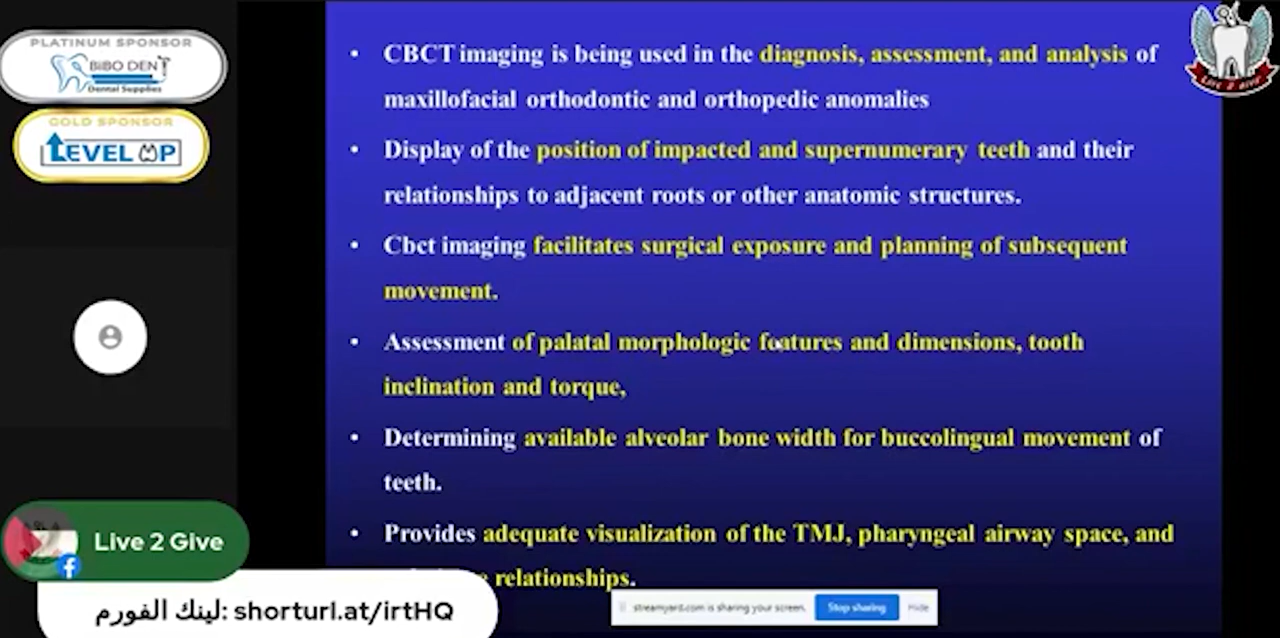 PLATINUM SPONSOR
BiBO DENT
Dental Supplies
GOLD SPONSOR
LEVEL UP
• CBCT imaging is being used in the diagnosis, assessment, and analysis of
maxillofacial orthodontic and orthopedic anomalies
• Display of the position of impacted and supernumerary teeth and their
relationships to adjacent roots or other anatomic structures.
• Cbct imaging facilitates surgical exposure and planning of subsequent
movement.
• Assessment of palatal morphologic features and dimensions, tooth
inclination and torque,
• Determining available alveolar bone width for buccolingual movement of
teeth.
• Provides adequate visualization of the TMJ, pharyngeal airway space, and
relationships.
LIVE 2 GIVE
Live 2 Give
لينك الفورم: shorturl.at/irtHQ
streamyard.com is sharing your screen.
Stop sharing
Hide